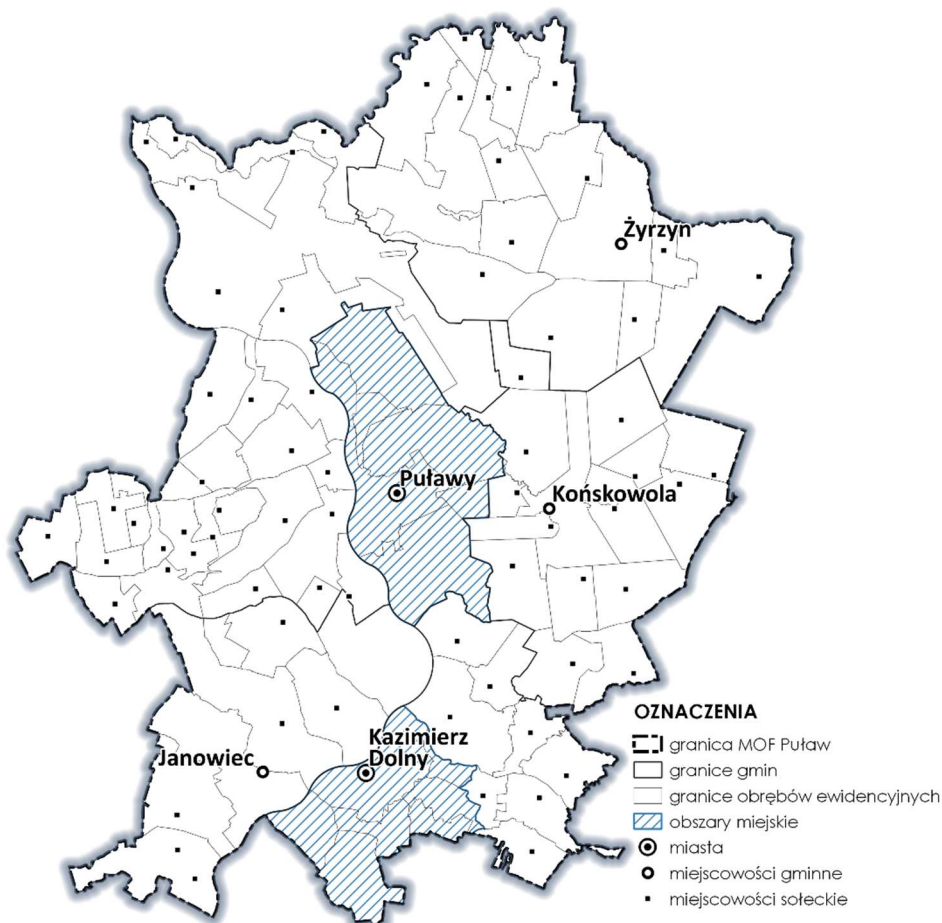 Żyrzyn
Puławy
Końskowola
Kazimierz
Dolny
Janowiec
OZNACZENIA
granica MOF Puław
granice gmin
granice obrębów ewidencyjnych
obszary miejskie
miasta
miejscowości gminne
miejscowości sołeckie